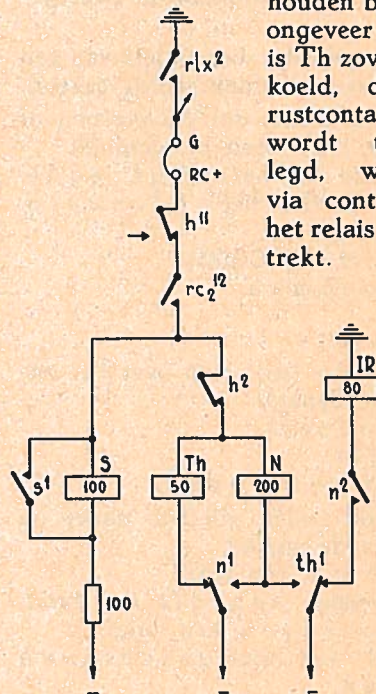 houden b
ongeveer
is Th zov
koeld, c
rustconta
wordt t
legd, w
via cont
het relais
trekt.
rlx²
G
RC+
h¹¹
rc₂¹²
h²
IR
80
s¹
S
100
Th
50
N
200
n²
n¹
th¹
100